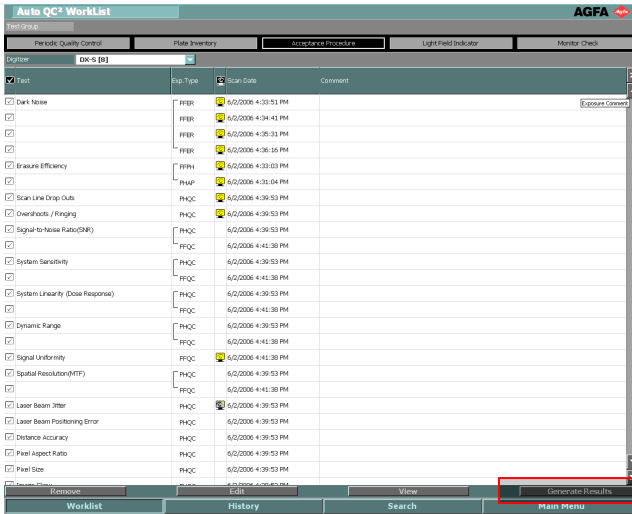 Auto QC² WorkList
AGFA
Agfa
Test Group
Periodic Quality Control
Plate Inventory
Acceptance Procedure
Light Field Indicator
Monitor Check
Digitizer DX-S [8]
Test Exp.Type Scan Date Comment
Dark Noise FFER 6/2/2006 4:33:51 PM
Exposure Comment
FFER 6/2/2006 4:34:41 PM
FFER 6/2/2006 4:35:31 PM
FFER 6/2/2006 4:36:16 PM
Erasure Efficiency FFPH 6/2/2006 4:33:03 PM
PHAP 6/2/2006 4:31:04 PM
Scan Line Drop Outs PHQC 6/2/2006 4:39:53 PM
Overshoots / Ringing PHQC 6/2/2006 4:39:53 PM
Signal-to-Noise Ratio(SNR) PHQC 6/2/2006 4:39:53 PM
FFQC 6/2/2006 4:41:38 PM
System Sensitivity PHQC 6/2/2006 4:39:53 PM
FFQC 6/2/2006 4:41:38 PM
System Linearity (Dose Response) PHQC 6/2/2006 4:39:53 PM
FFQC 6/2/2006 4:41:38 PM
Dynamic Range PHQC 6/2/2006 4:39:53 PM
FFQC 6/2/2006 4:41:38 PM
Signal Uniformity FFQC 6/2/2006 4:41:38 PM
Spatial Resolution(MTF) PHQC 6/2/2006 4:39:53 PM
FFQC 6/2/2006 4:41:38 PM
Laser Beam Jitter PHQC 6/2/2006 4:39:53 PM
Laser Beam Positioning Error PHQC 6/2/2006 4:39:53 PM
Distance Accuracy PHQC 6/2/2006 4:39:53 PM
Pixel Aspect Ratio PHQC 6/2/2006 4:39:53 PM
Pixel Size PHQC 6/2/2006 4:39:53 PM
Remove
Edit
View
Generate Results
Worklist
History
Search
Main Menu